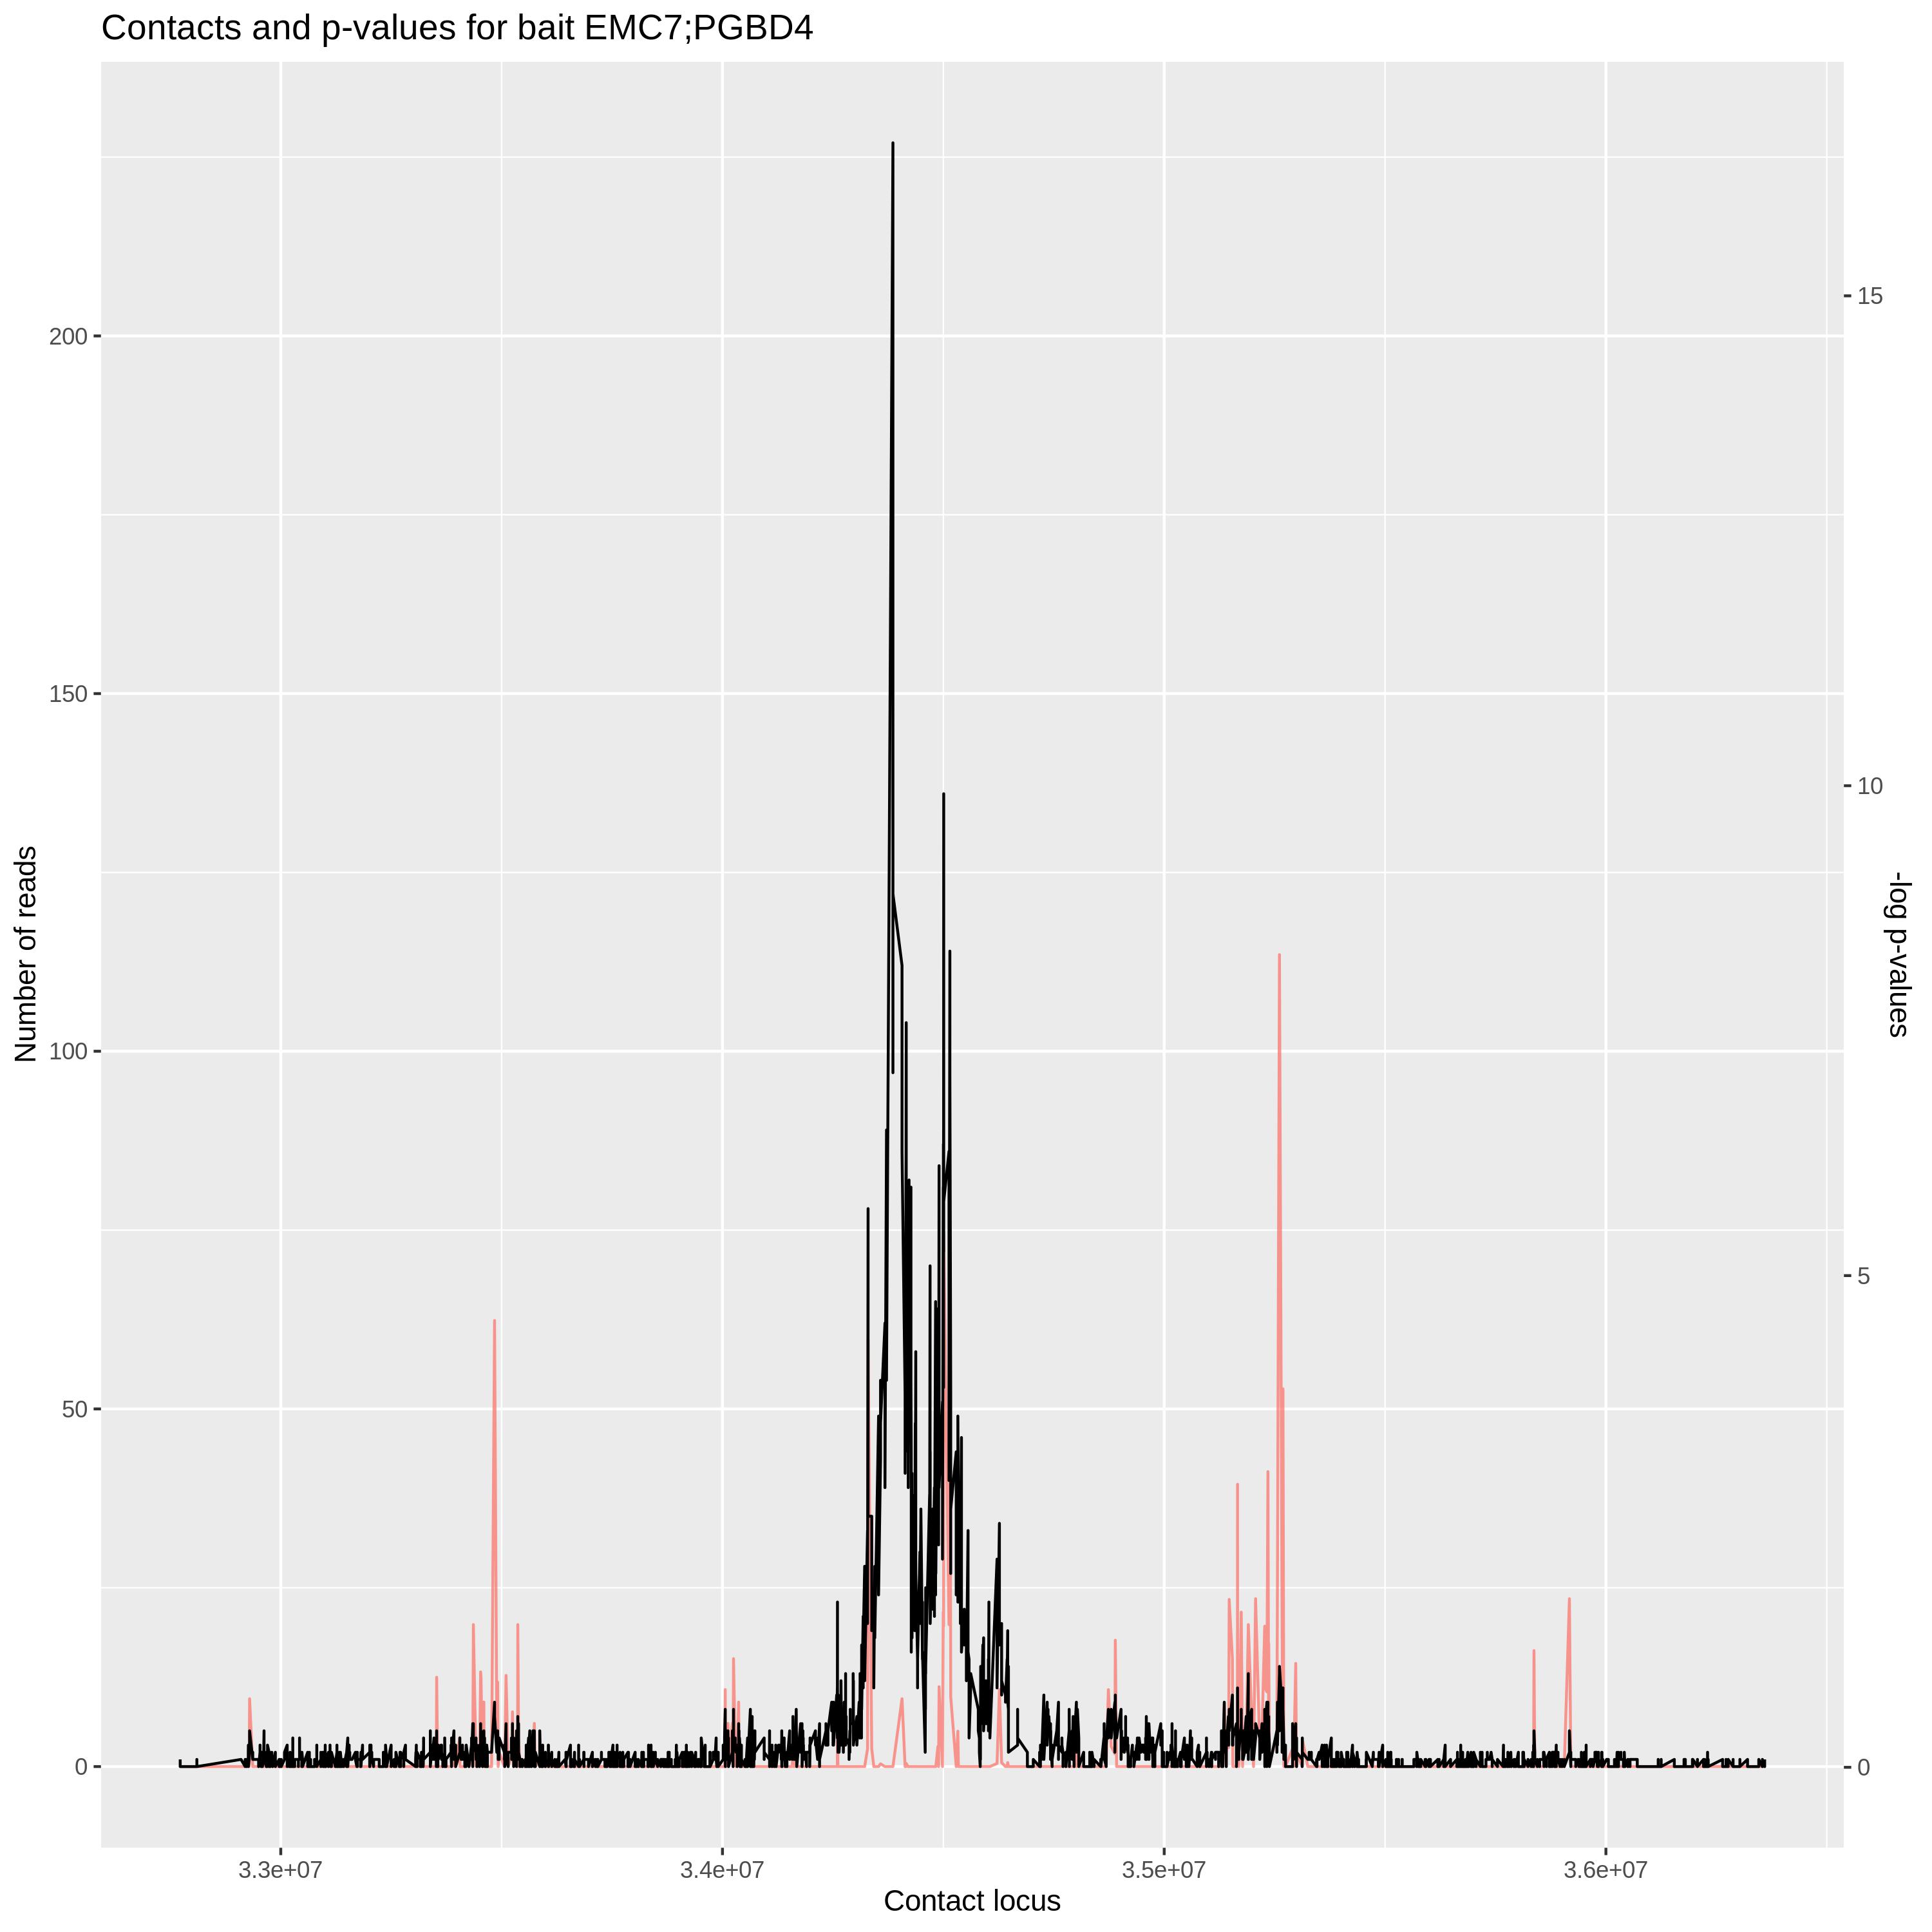 Contacts and p-values for bait EMC7;PGBD4
Number of reads
200
150
100
50
0
15
10
5
0
-log p-values
3.3e+07 3.4e+07 3.5e+07 3.6e+07
Contact locus